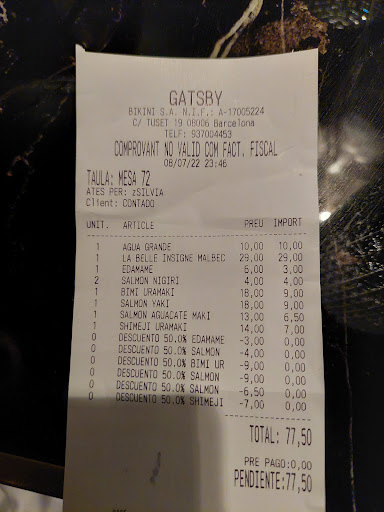 GATSBY
BIKINI S.A. N.I.F.: A-17005224
C/ TUSET 19 08006 Barcelona
TELF: 937004453
COMPROVANT NO VALID COM FACT. FISCAL
08/07/22 23:46
TAULA: MESA 72
ATES PER: zSILVIA
Client: CONTADO
UNIT. ARTICLE PREU IMPORT
1 AGUA GRANDE 10,00 10,00
1 LA BELLE INSIGNE MALBEC 29,00 29,00
1 EDAMAME 6,00 3,00
2 SALMON NIGIRI 4,00 4,00
1 BIMI URAMAKI 18,00 9,00
1 SALMON YAKI 18,00 9,00
1 SALMON AGUACATE MAKI 13,00 6,50
1 SHIMEJI URAMAKI 14,00 7,00
0 DESCUENTO 50.0% EDAMAME -3,00 0,00
0 DESCUENTO 50.0% SALMON -4,00 0,00
0 DESCUENTO 50.0% BIMI UR -9,00 0,00
0 DESCUENTO 50.0% SALMON -9,00 0,00
0 DESCUENTO 50.0% SALMON -6,50 0,00
0 DESCUENTO 50.0% SHIMEJI -7,00 0,00
TOTAL: 77,50
PRE PAGO:0,00
PENDIENTE:77,50